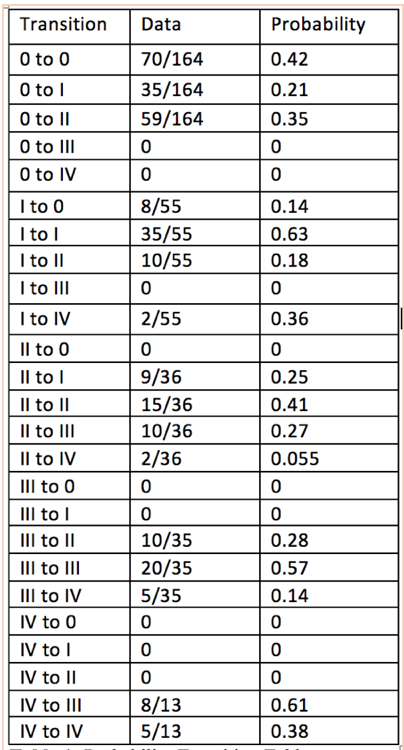 Transition Data Probability
0 to 0 70/164 0.42
0 to I 35/164 0.21
0 to II 59/164 0.35
0 to III 0 0
0 to IV 0 0
I to 0 8/55 0.14
I to I 35/55 0.63
I to II 10/55 0.18
I to III 0 0
I to IV 2/55 0.36
II to 0 0 0
II to I 9/36 0.25
II to II 15/36 0.41
II to III 10/36 0.27
II to IV 2/36 0.055
III to 0 0 0
III to I 0 0
III to II 10/35 0.28
III to III 20/35 0.57
III to IV 5/35 0.14
IV to 0 0 0
IV to I 0 0
IV to II 0 0
IV to III 8/13 0.61
IV to IV 5/13 0.38